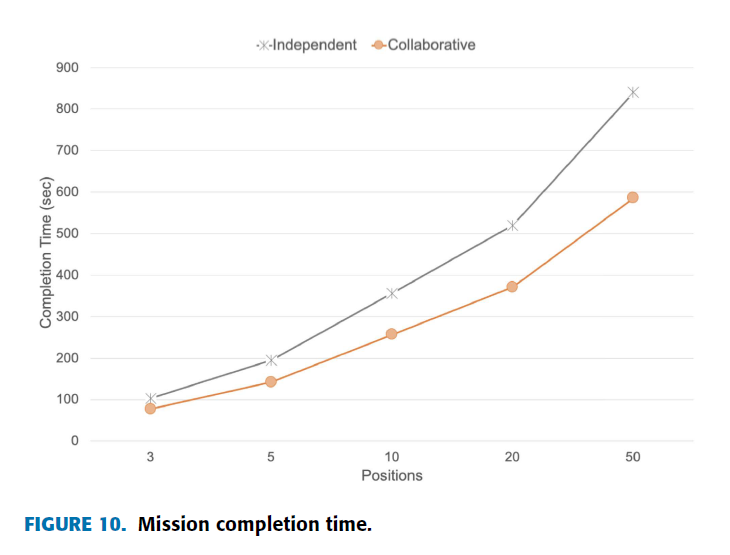 Independent Collaborative
900
800
700
600
500
400
300
200
100
0
Completion Time (sec)
3 5 10 20 50
Positions
FIGURE 10. Mission completion time.